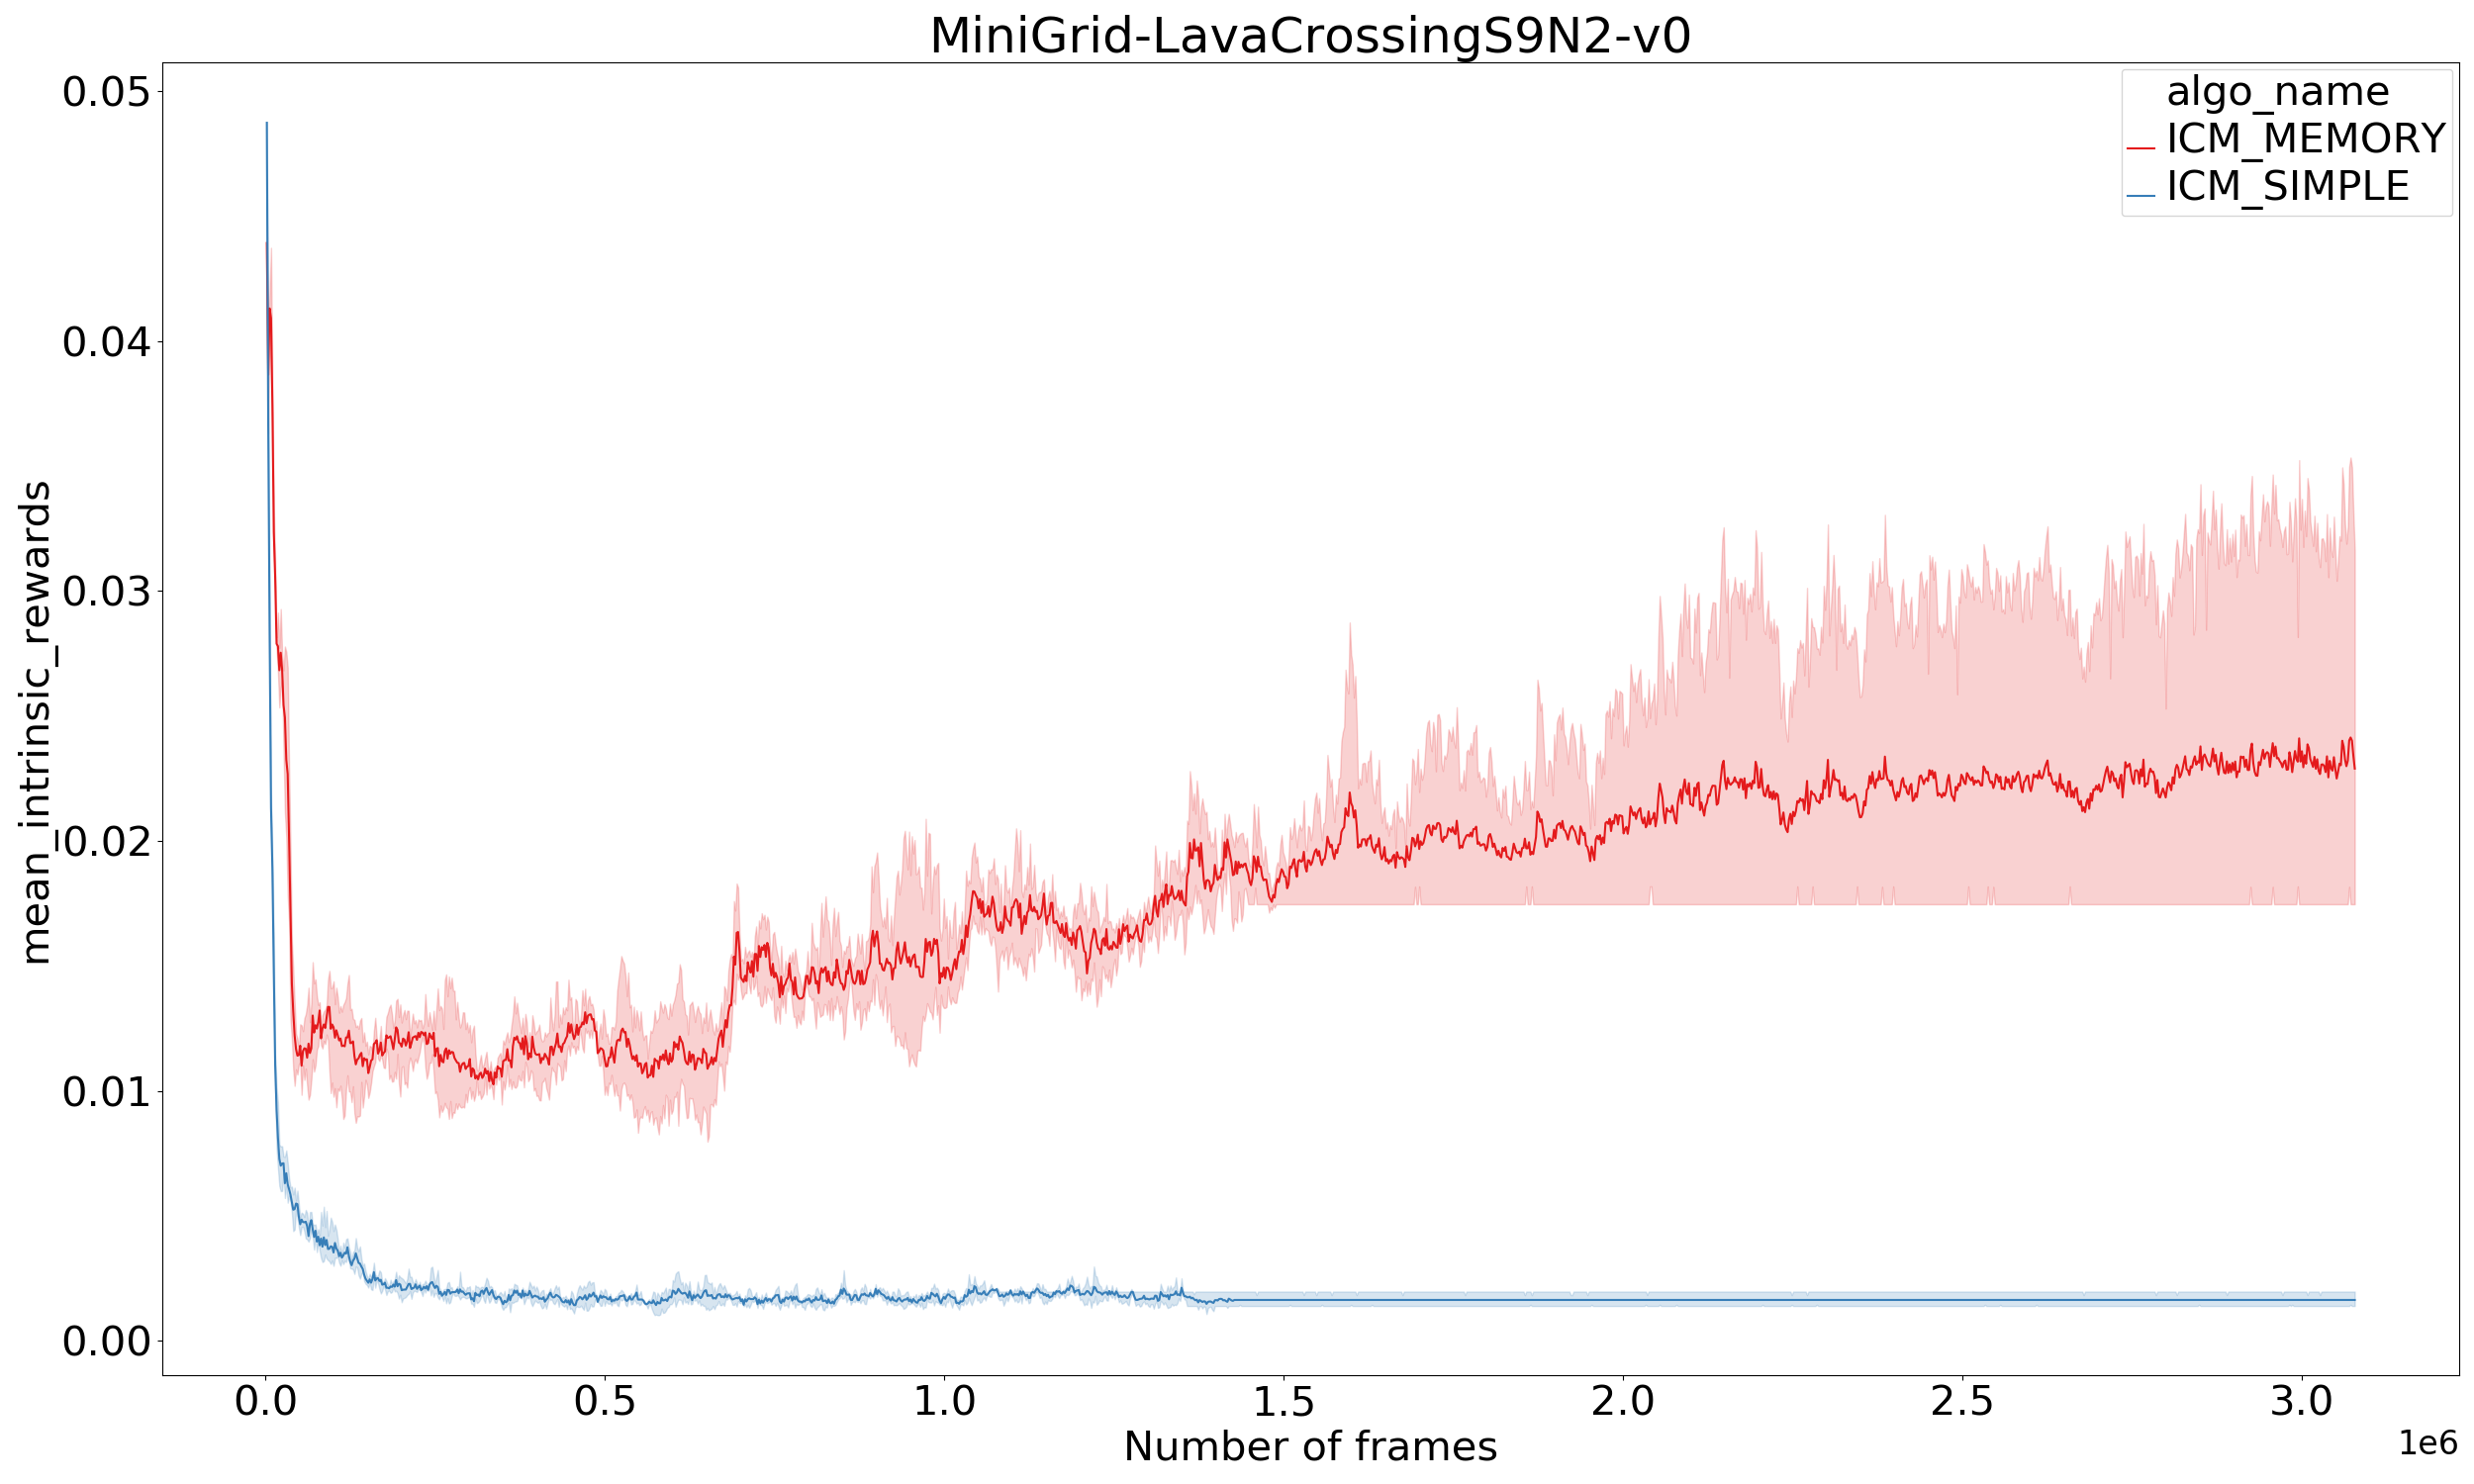 MiniGrid-LavaCrossingS9N2-v0
algo_name
ICM_MEMORY
ICM_SIMPLE
mean_intrinsic_rewards
0.05
0.04
0.03
0.02
0.01
0.00
0.0 0.5 1.0 1.5 2.0 2.5 3.0
1e6
Number of frames